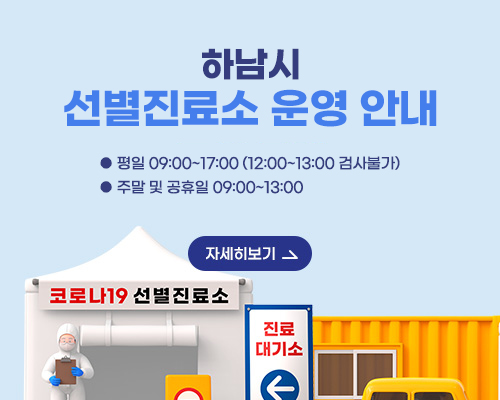 하남시
선별진료소 운영 안내
● 평일 09:00~17:00 (12:00~13:00 검사불가)
● 주말 및 공휴일 09:00~13:00
자세히보기
코로나19 선별진료소
진료
대기소